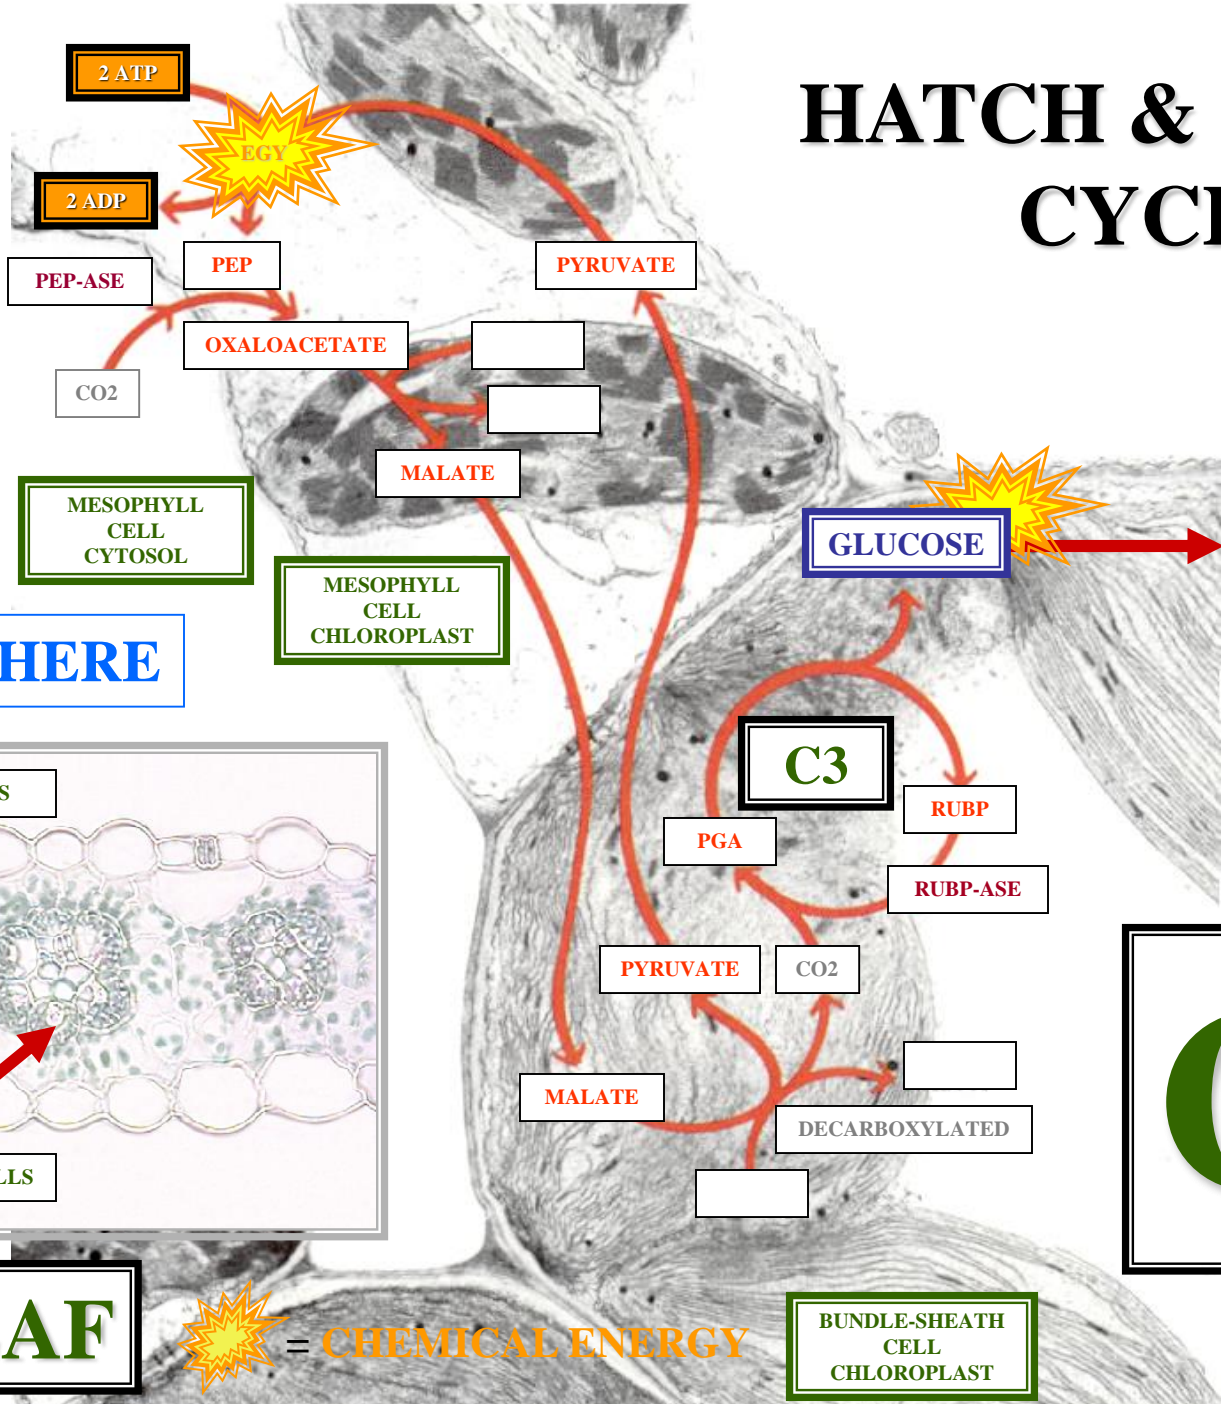 HATCH &
2 ATP
EGY
2 ADP
PEP-ASE
PEP
PYRUVATE
OXALOACETATE
CO2
MALATE
MESOPHYLL
CELL
CYTOSOL
GLUCOSE
MESOPHYLL
CELL
CHLOROPLAST
HERE
C3
S
RUBP
PGA
RUBP-ASE
PYRUVATE
CO2
MALATE
DECARBOXYLATED
LLS
AF
= CHEMICAL ENERGY
BUNDLE-SHEATH
CELL
CHLOROPLAST